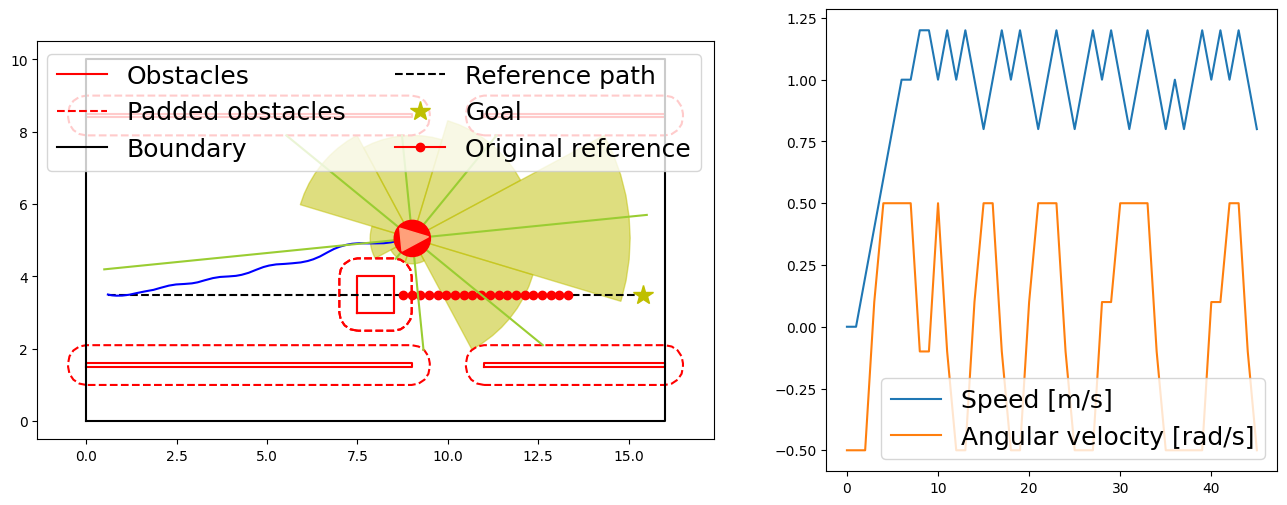 Obstacles
Padded obstacles
Boundary
Reference path
Goal
Original reference
10
8
6
4
2
0
0.0 2.5 5.0 7.5 10.0 12.5 15.0
1.25
1.00
0.75
0.50
0.25
0.00
−0.25
−0.50
Speed [m/s]
Angular velocity [rad/s]
0 10 20 30 40